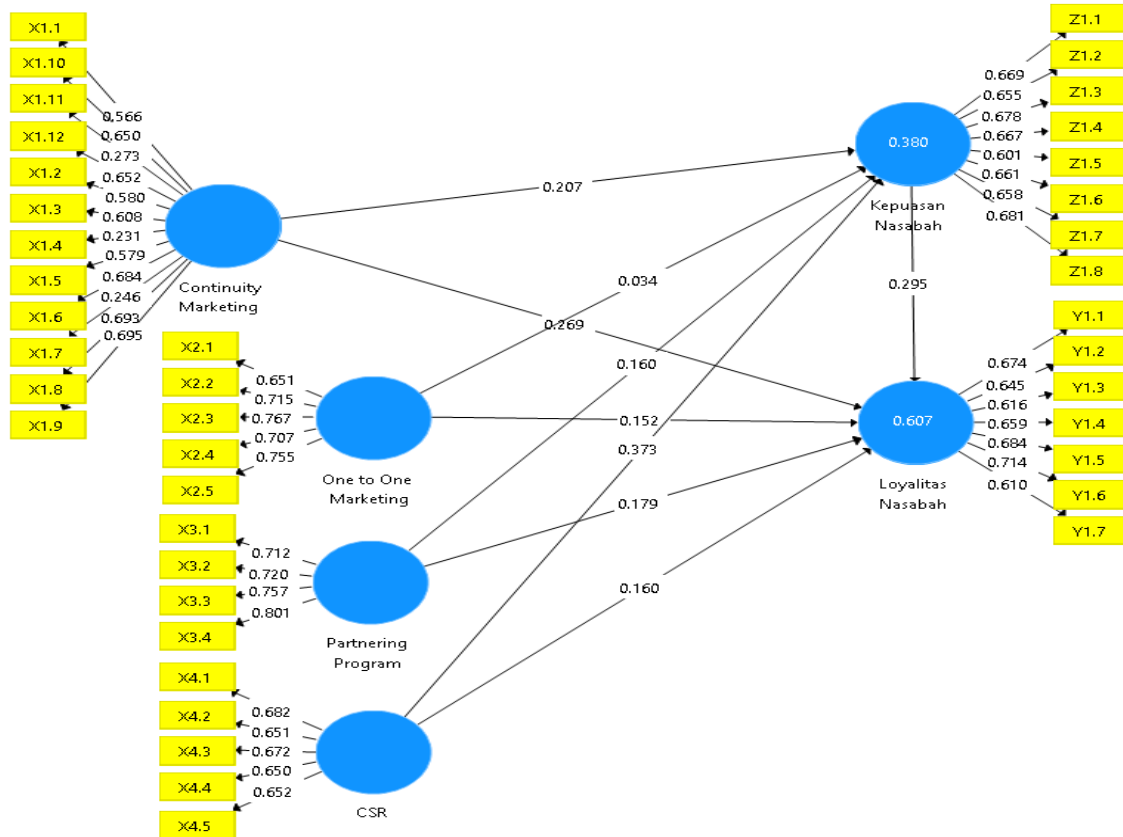 X1.1
X1.10
X1.11
X1.12
X1.2
X1.3
X1.4
X1.5
X1.6
X1.7
X1.8
X1.9
0.566
0.650
0.273
0.652
0.580
0.608
0.231
0.579
0.684
0.246
0.693
0.695
Continuity
Marketing
X2.1
X2.2
X2.3
X2.4
X2.5
0.651
0.715
0.767
0.707
0.755
One to One
Marketing
X3.1
X3.2
X3.3
X3.4
0.712
0.720
0.757
0.801
Partnering
Program
X4.1
X4.2
X4.3
X4.4
X4.5
0.682
0.651
0.672
0.650
0.652
CSR
0.207
0.034
0.269
0.160
0.152
0.373
0.179
0.160
0.380
Kepuasan
Nasabah
0.295
0.607
Loyalitas
Nasabah
0.669
0.655
0.678
0.667
0.601
0.661
0.658
0.681
Z1.1
Z1.2
Z1.3
Z1.4
Z1.5
Z1.6
Z1.7
Z1.8
0.674
0.645
0.616
0.659
0.684
0.714
0.610
Y1.1
Y1.2
Y1.3
Y1.4
Y1.5
Y1.6
Y1.7